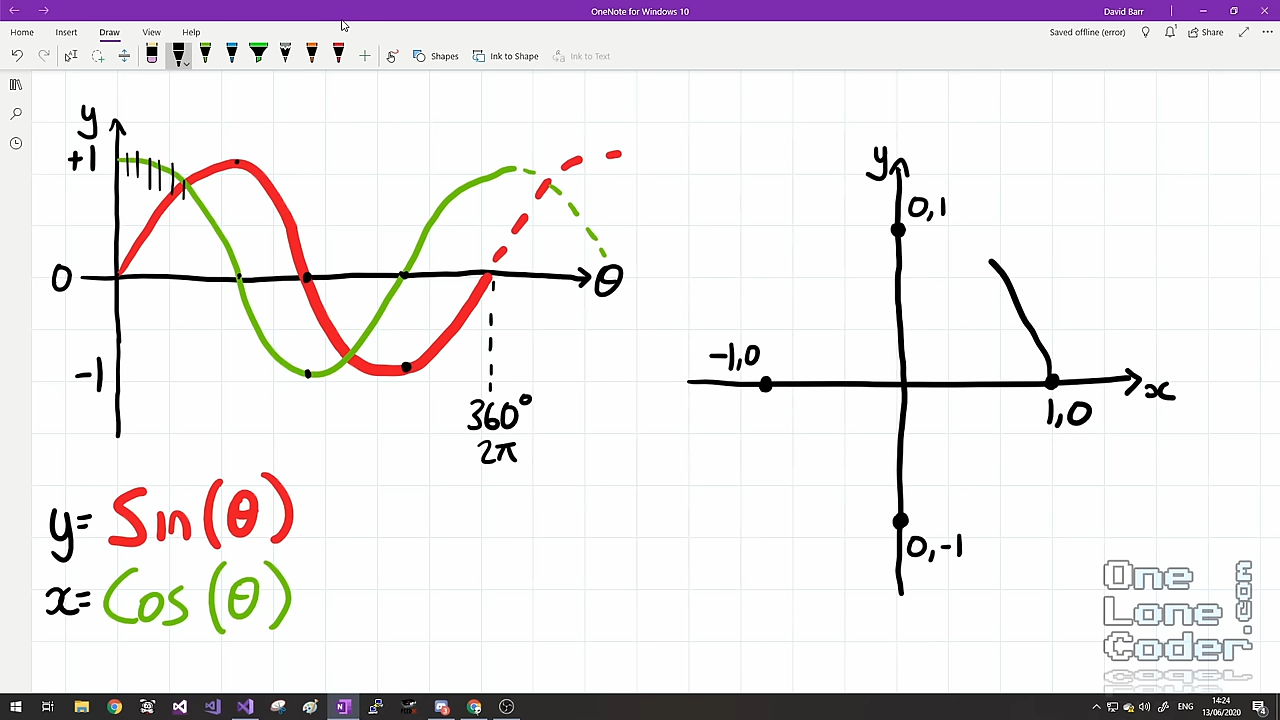 OneNote for Windows 10
David Barr
Home Insert Draw View Help
Saved offline (error)
Share
Shapes
Ink to Shape
Ink to Text
y
+1
0
-1
θ
360°
2π
y= Sin(θ)
x= Cos(θ)
y
0,1
-1,0
x
1,0
0,-1
One
Lone
Coder
.com
ENG
14:24
13/06/2020